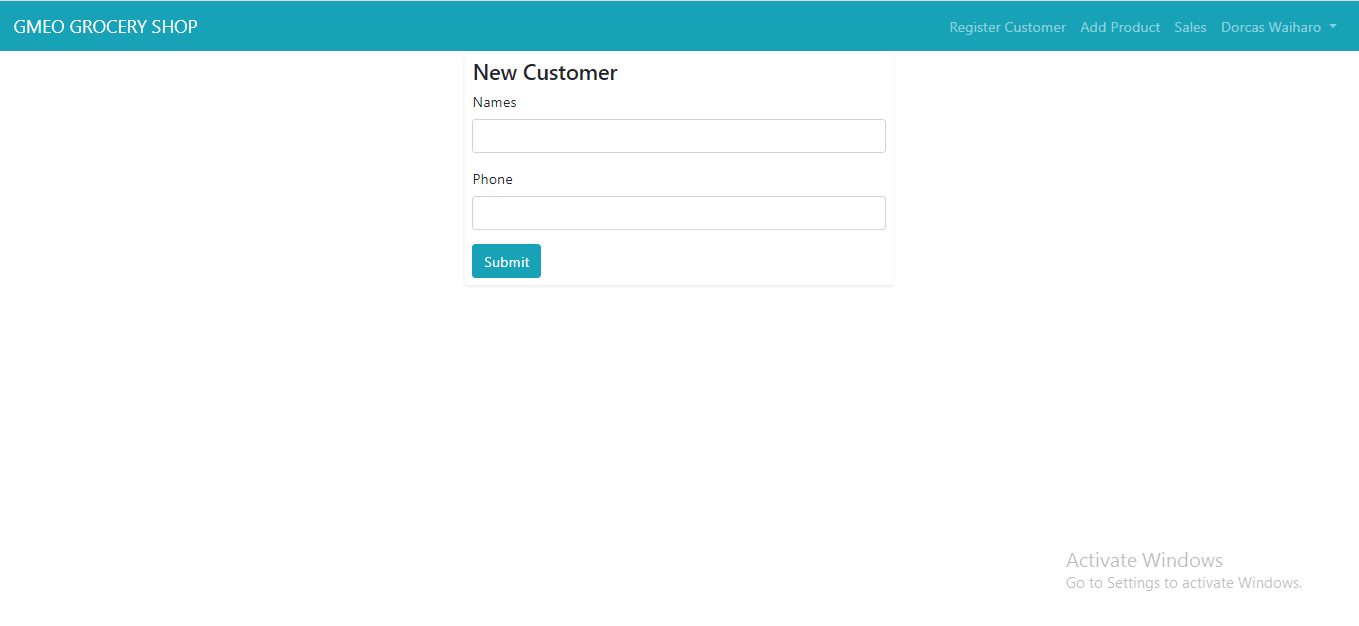 GMEO GROCERY SHOP Register Customer Add Product Sales Dorcas Waiharo
New Customer
Names
Phone
Submit
Activate Windows
Go to Settings to activate Windows.